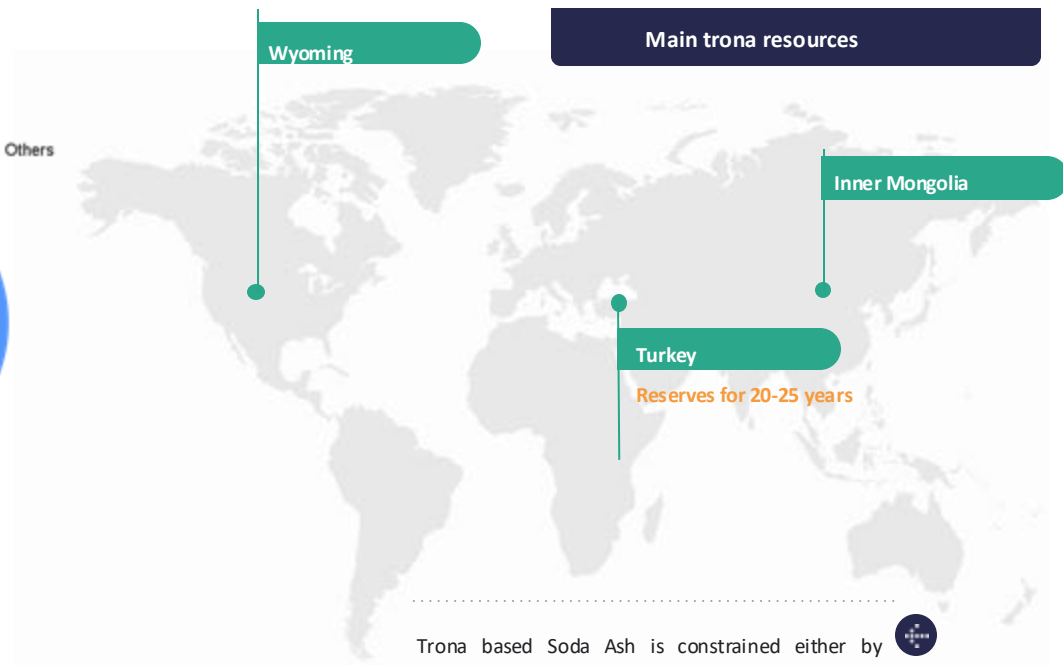 Main trona resources
Wyoming
Others
Inner Mongolia
Turkey
Reserves for 20-25 years
Trona based Soda Ash is constrained either by